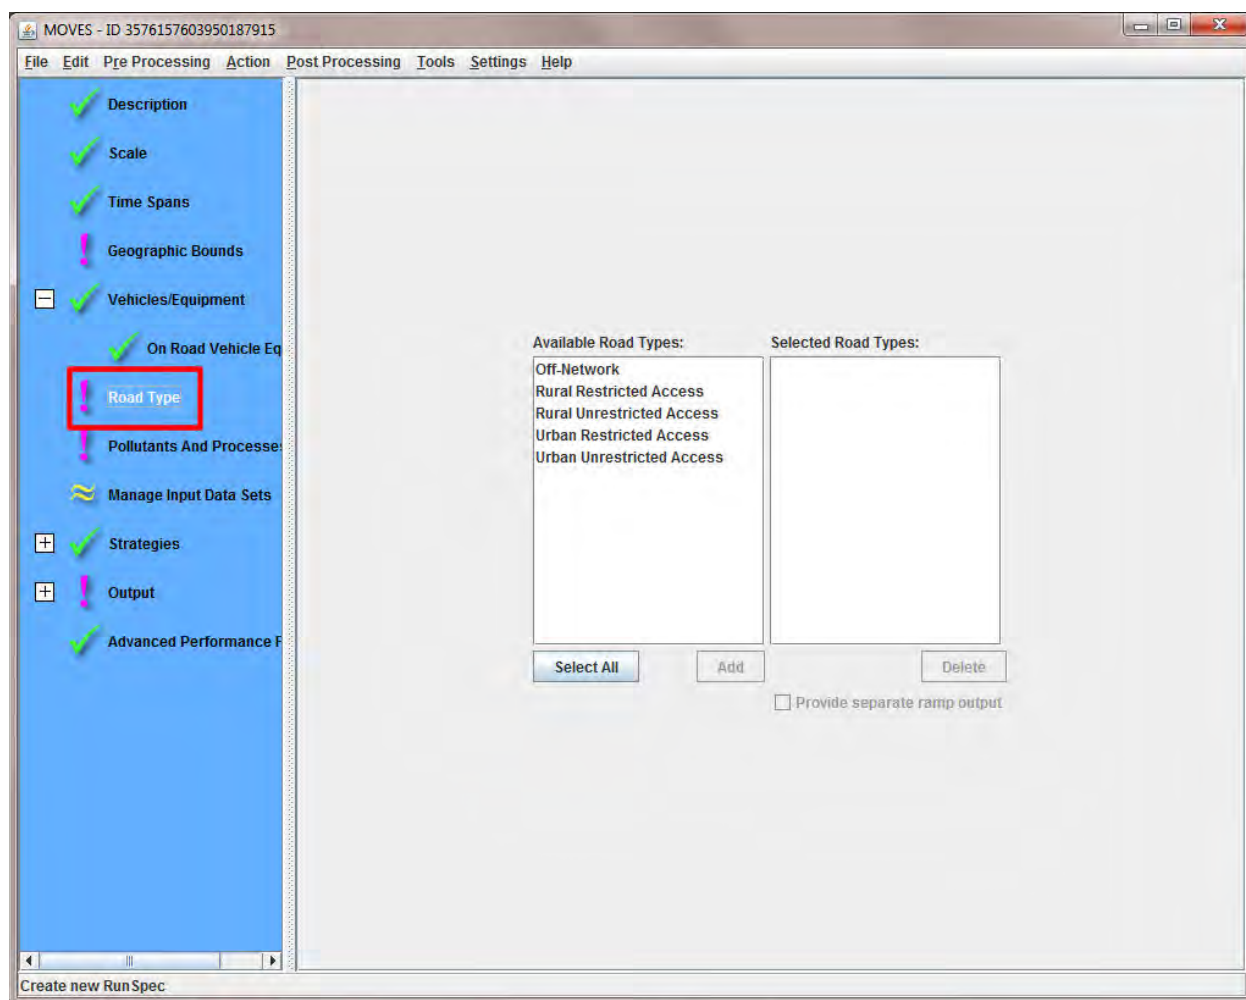 MOVES - ID 3576157603950187915
File Edit Pre Processing Action Post Processing Tools Settings Help
Description
Scale
Time Spans
Geographic Bounds
Vehicles/Equipment
On Road Vehicle Eq
Road Type
Pollutants And Processes
Manage Input Data Sets
Strategies
Output
Advanced Performance F
Available Road Types:
Off-Network
Rural Restricted Access
Rural Unrestricted Access
Urban Restricted Access
Urban Unrestricted Access
Selected Road Types:
Select All
Add
Delete
Provide separate ramp output
Create new RunSpec